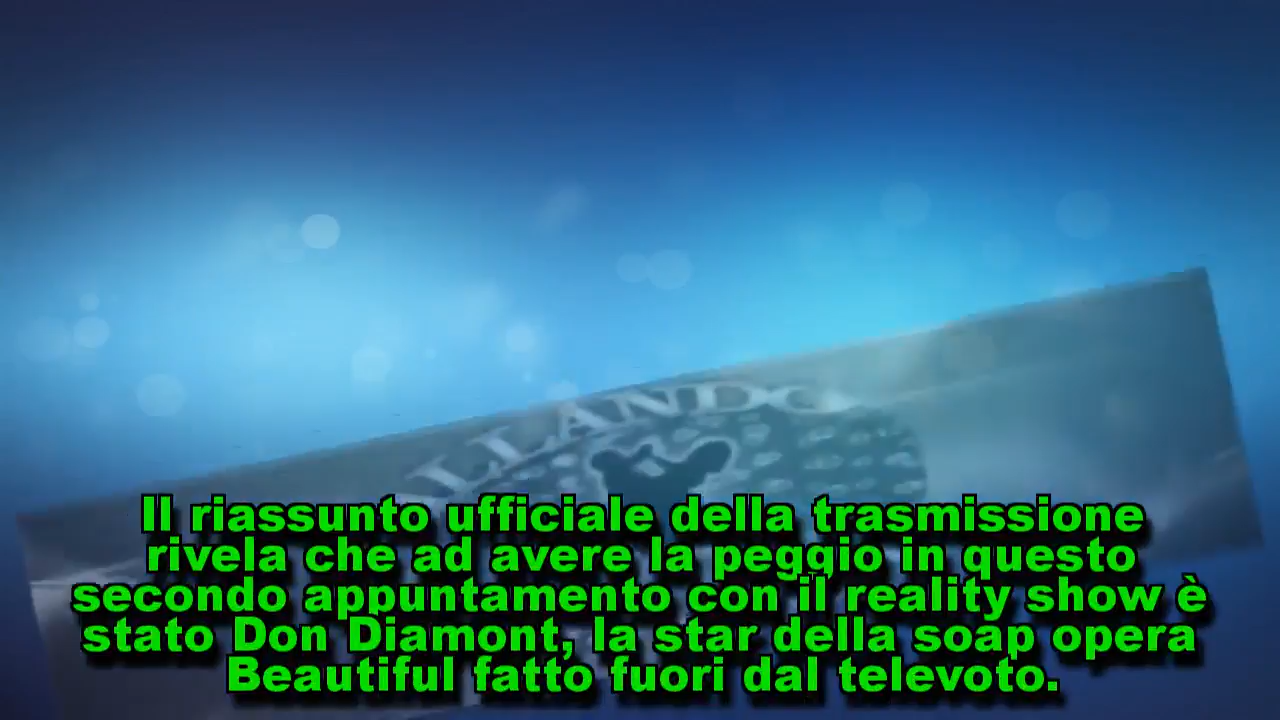 LLANDO
Il riassunto ufficiale della trasmissione
rivela che ad avere la peggio in questo
secondo appuntamento con il reality show è
stato Don Diamont, la star della soap opera
Beautiful fatto fuori dal televoto.